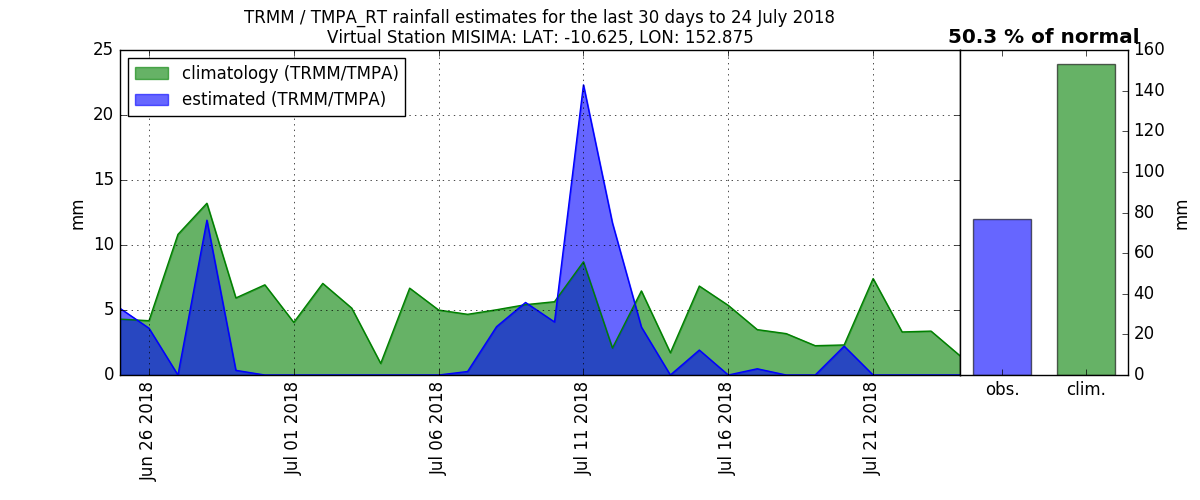 TRMM / TMPA_RT rainfall estimates for the last 30 days to 24 July 2018
Virtual Station MISIMA: LAT: -10.625, LON: 152.875
50.3 % of normal
climatology (TRMM/TMPA)
estimated (TRMM/TMPA)
25
20
15
10
5
0
mm
Jun 26 2018
Jul 01 2018
Jul 06 2018
Jul 11 2018
Jul 16 2018
Jul 21 2018
160
140
120
100
80
60
40
20
0
mm
obs.
clim.